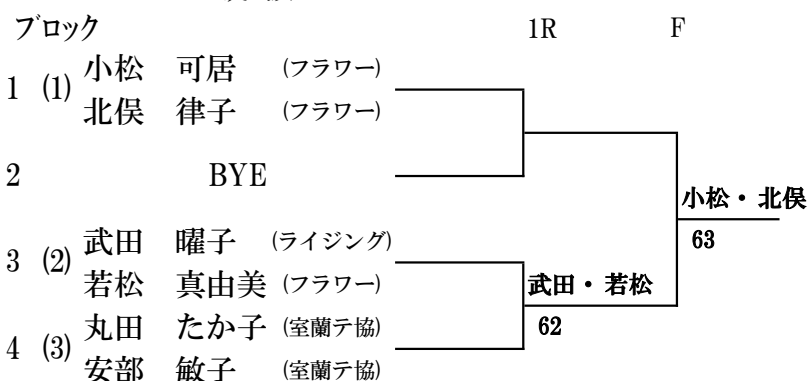 ブロック 1R F
1 (1) 小松 可居 (フラワー)
北俣 律子 (フラワー)
2 BYE
小松・北俣
63
3 (2) 武田 曜子 (ライジング)
若松 真由美 (フラワー)
武田・若松
62
4 (3) 丸田 たか子 (室蘭テ協)
安部 敏子 (室蘭テ協)